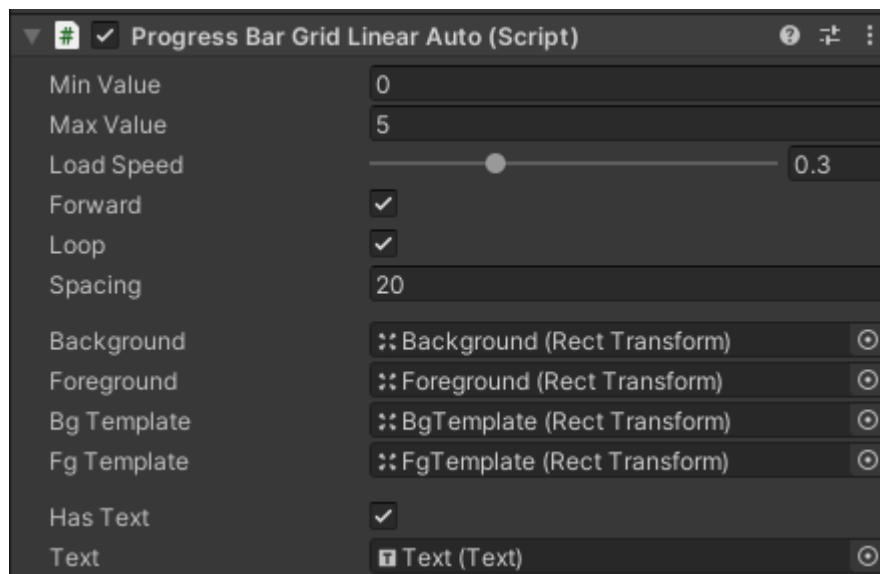 # Progress Bar Grid Linear Auto (Script)
Min Value 0
Max Value 5
Load Speed 0.3
Forward
Loop
Spacing 20
Background Background (Rect Transform)
Foreground Foreground (Rect Transform)
Bg Template BgTemplate (Rect Transform)
Fg Template FgTemplate (Rect Transform)
Has Text
Text T Text (Text)